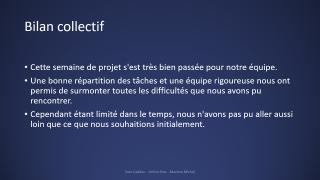 Bilan collectif
• Cette semaine de projet s'est très bien passée pour notre équipe.
• Une bonne répartition des tâches et une équipe rigoureuse nous ont
permis de surmonter toutes les difficultés que nous avons pu
rencontrer.
• Cependant étant limité dans le temps, nous n'avons pas pu aller aussi
loin que ce que nous souhaitions initialement.